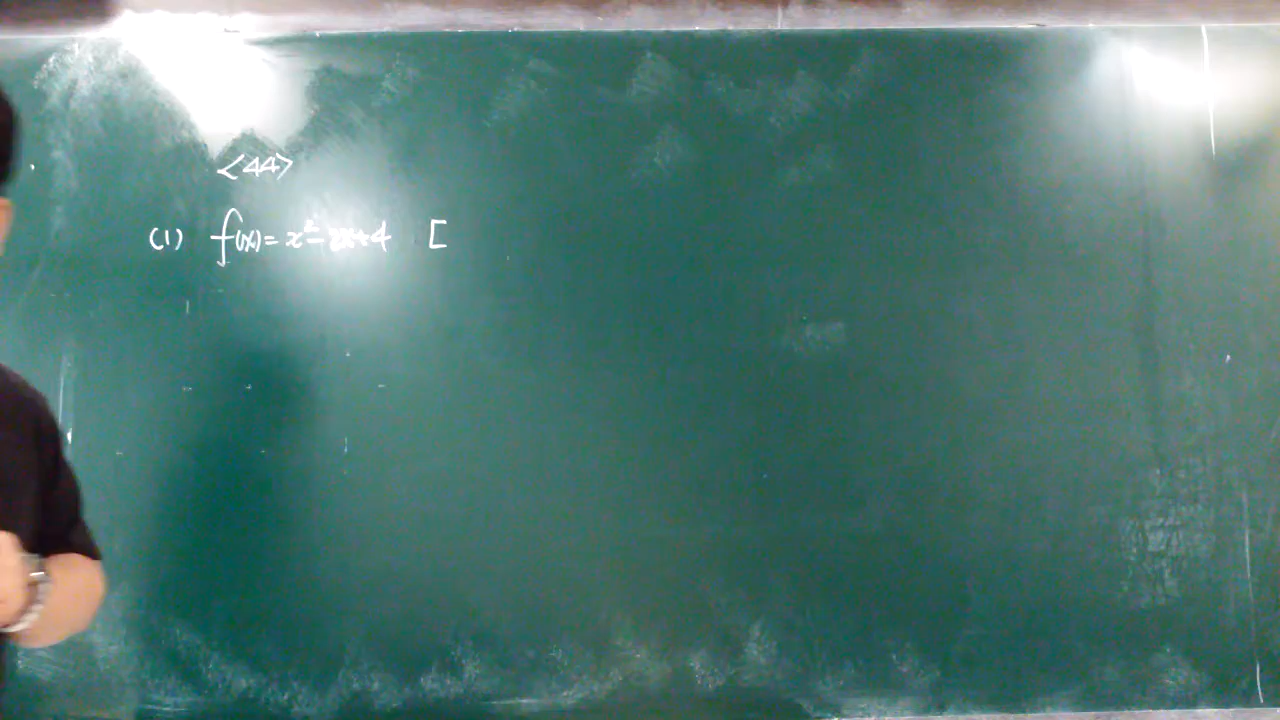 <44>
(1) f(x)= x²-2x+4 [